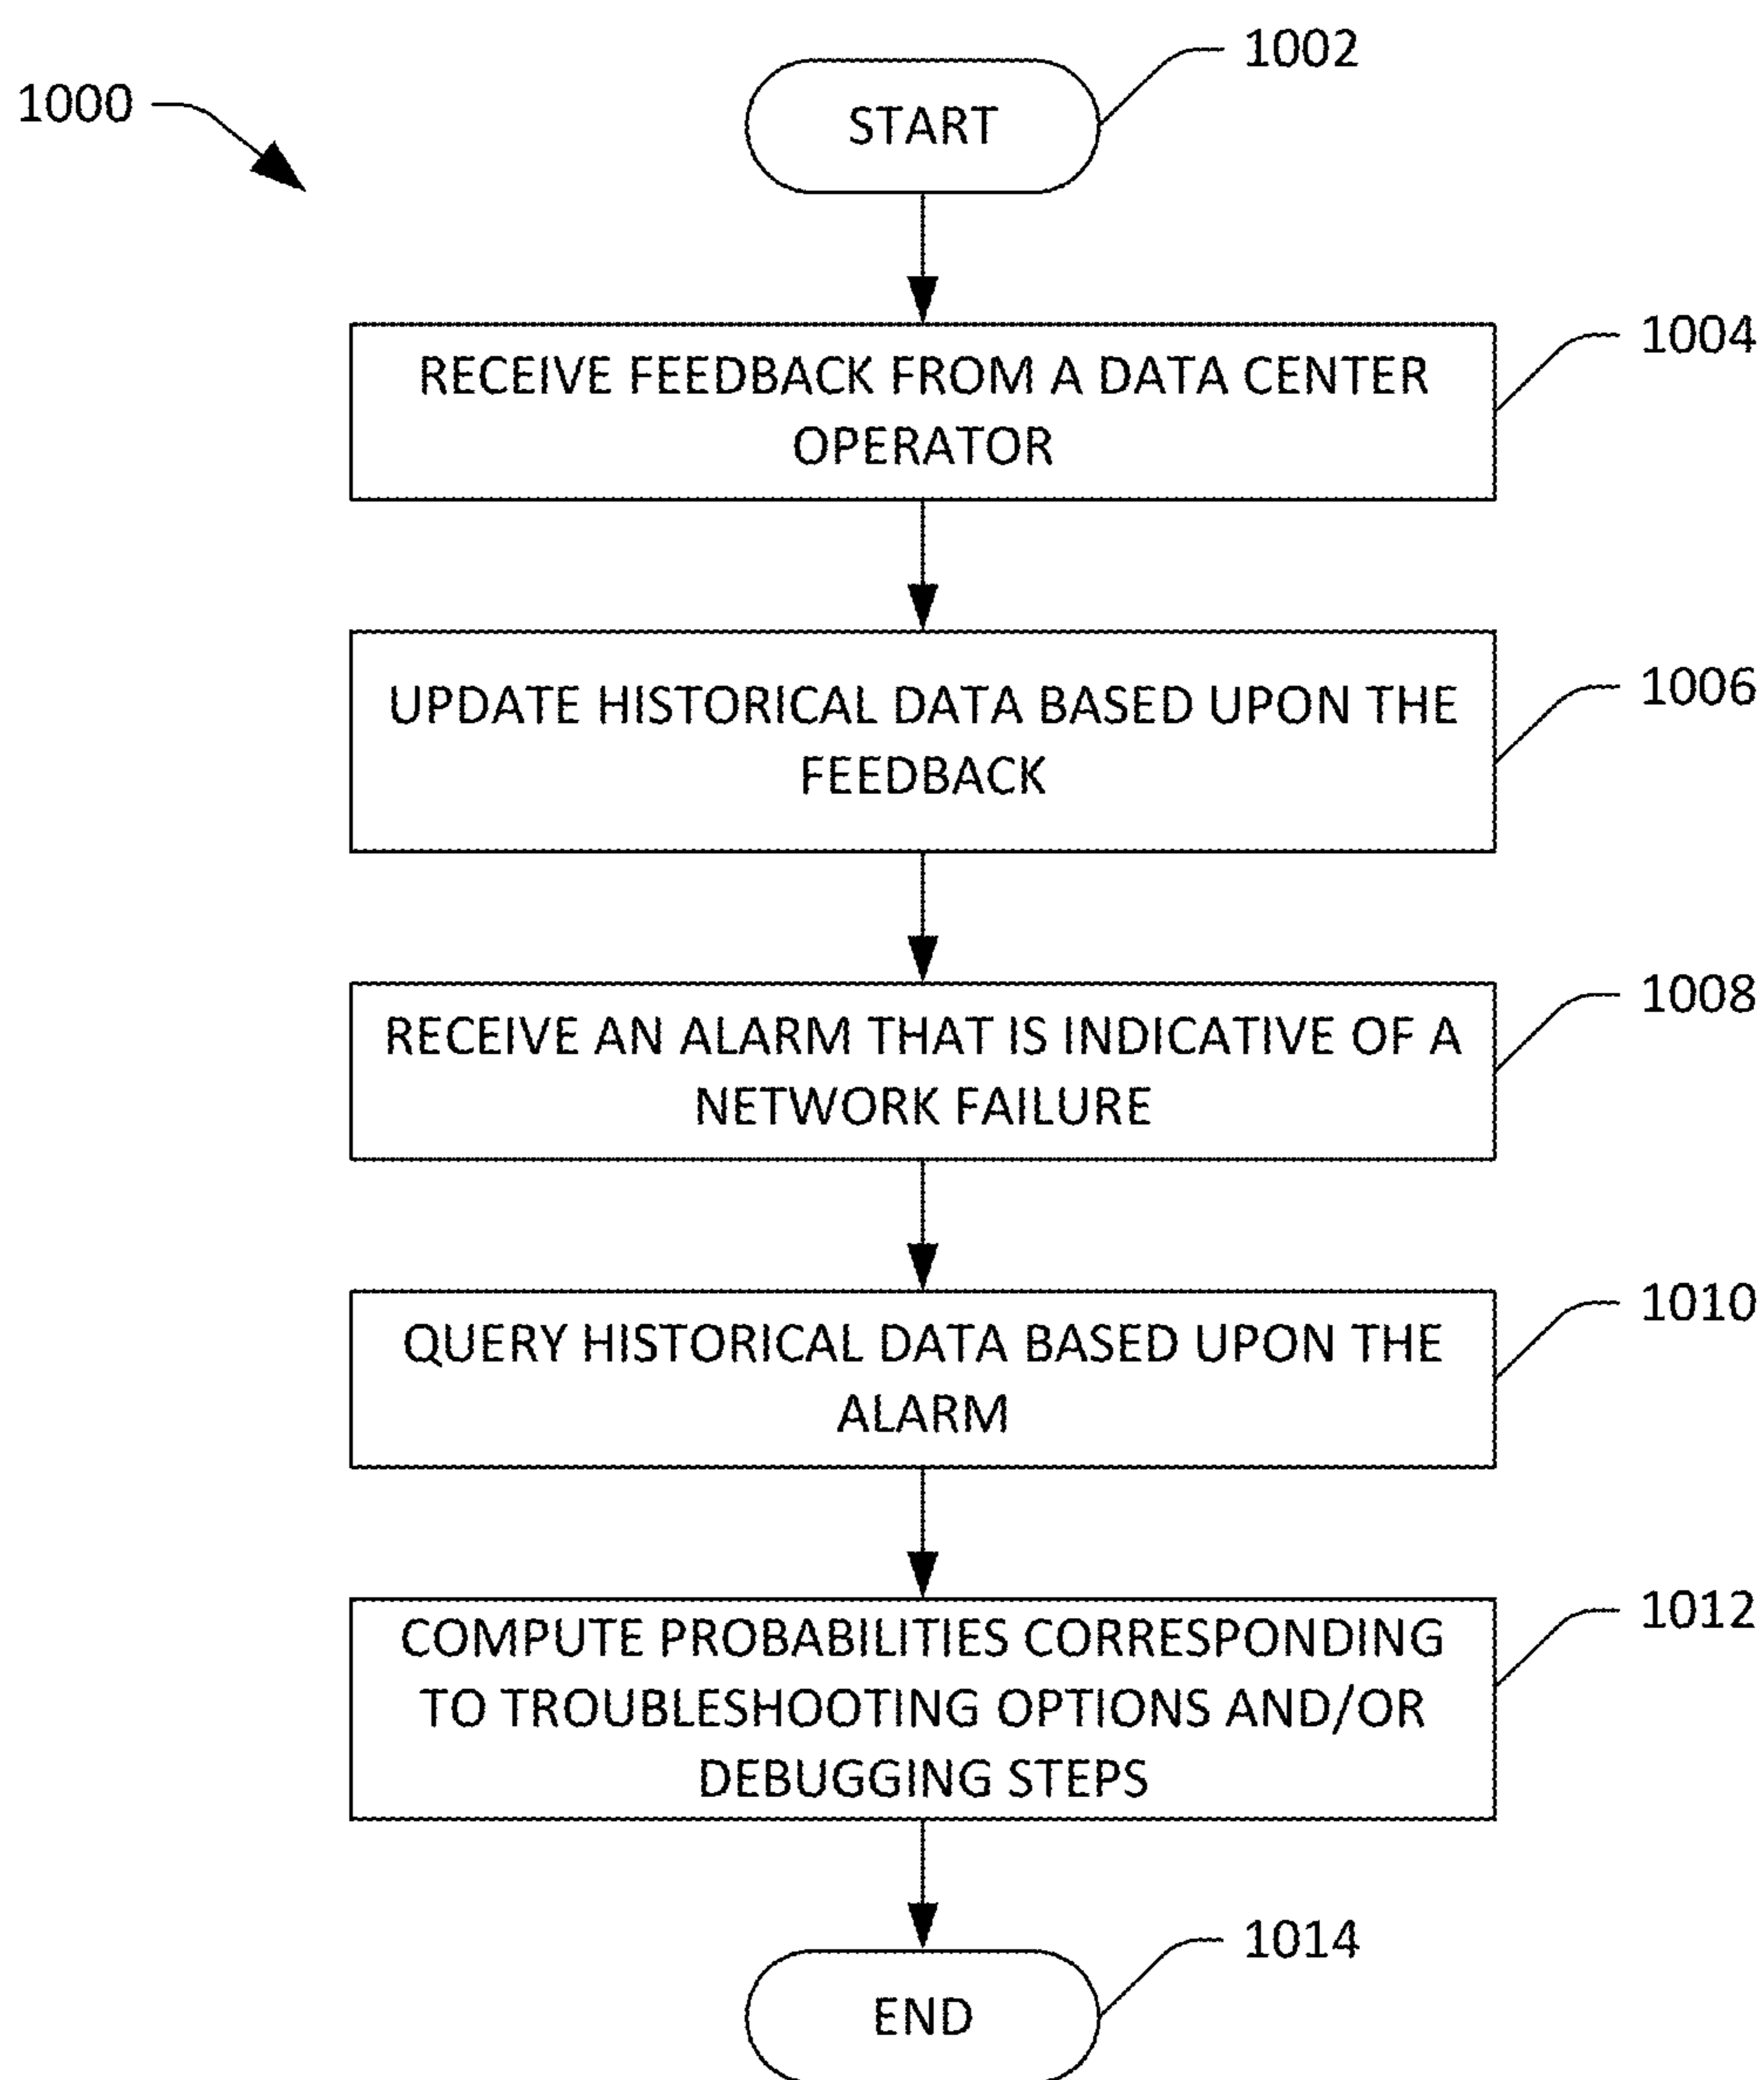 1000
START
1002
RECEIVE FEEDBACK FROM A DATA CENTER
OPERATOR
1004
UPDATE HISTORICAL DATA BASED UPON THE
FEEDBACK
1006
RECEIVE AN ALARM THAT IS INDICATIVE OF A
NETWORK FAILURE
1008
QUERY HISTORICAL DATA BASED UPON THE
ALARM
1010
COMPUTE PROBABILITIES CORRESPONDING
TO TROUBLESHOOTING OPTIONS AND/OR
DEBUGGING STEPS
1012
END
1014